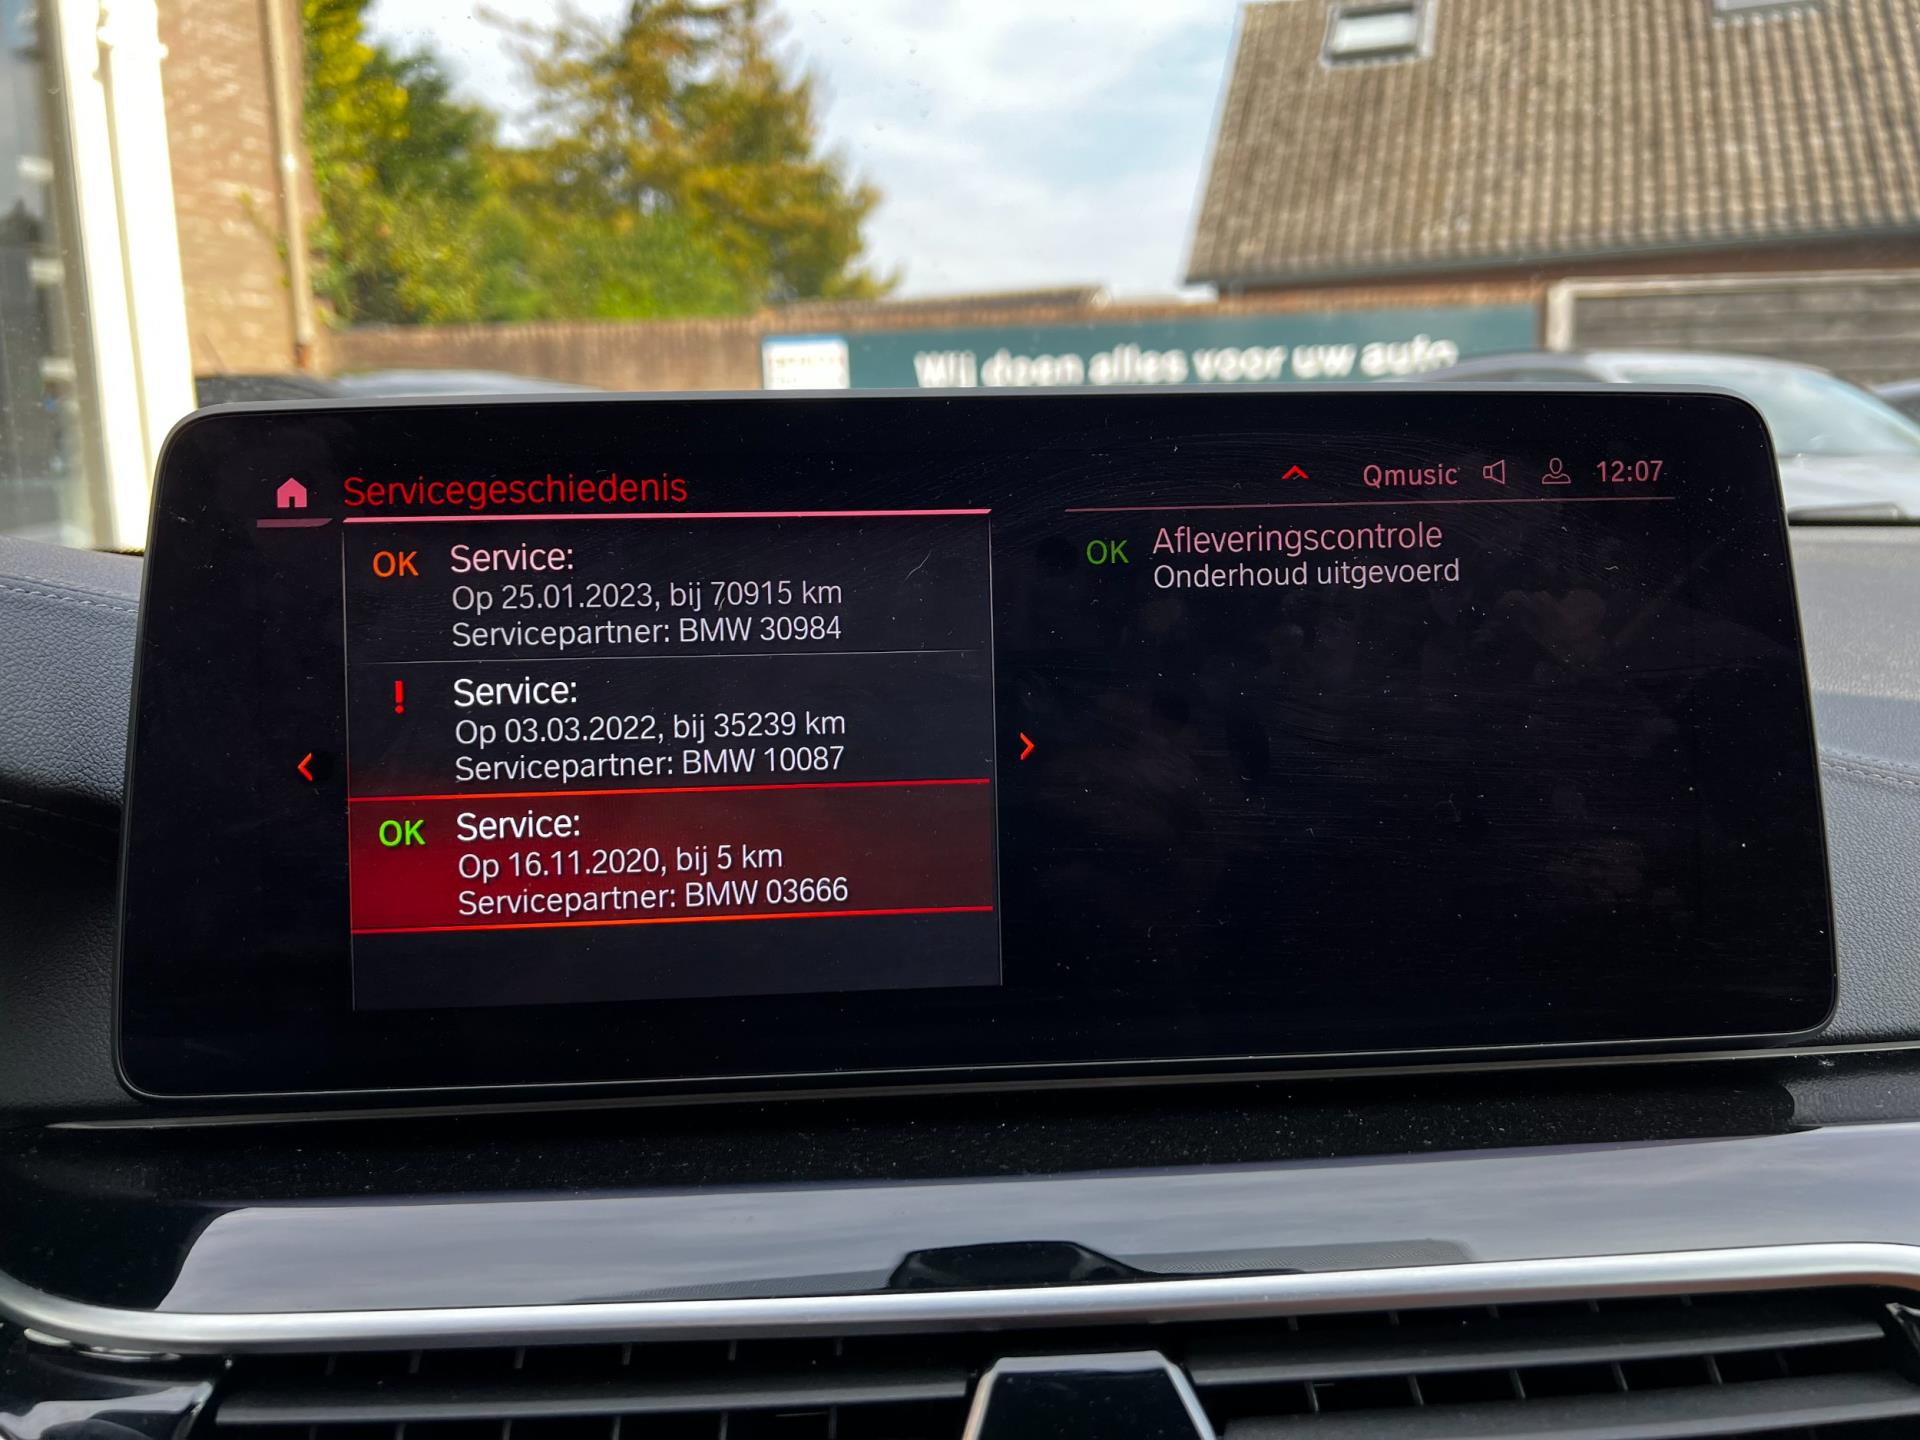 Wij doen alles voor uw auto
Servicegeschiedenis
Qmusic 12:07
OK Service:
Op 25.01.2023, bij 70915 km
Servicepartner: BMW 30984
! Service:
Op 03.03.2022, bij 35239 km
Servicepartner: BMW 10087
OK Service:
Op 16.11.2020, bij 5 km
Servicepartner: BMW 03666
OK Afleveringscontrole
Onderhoud uitgevoerd